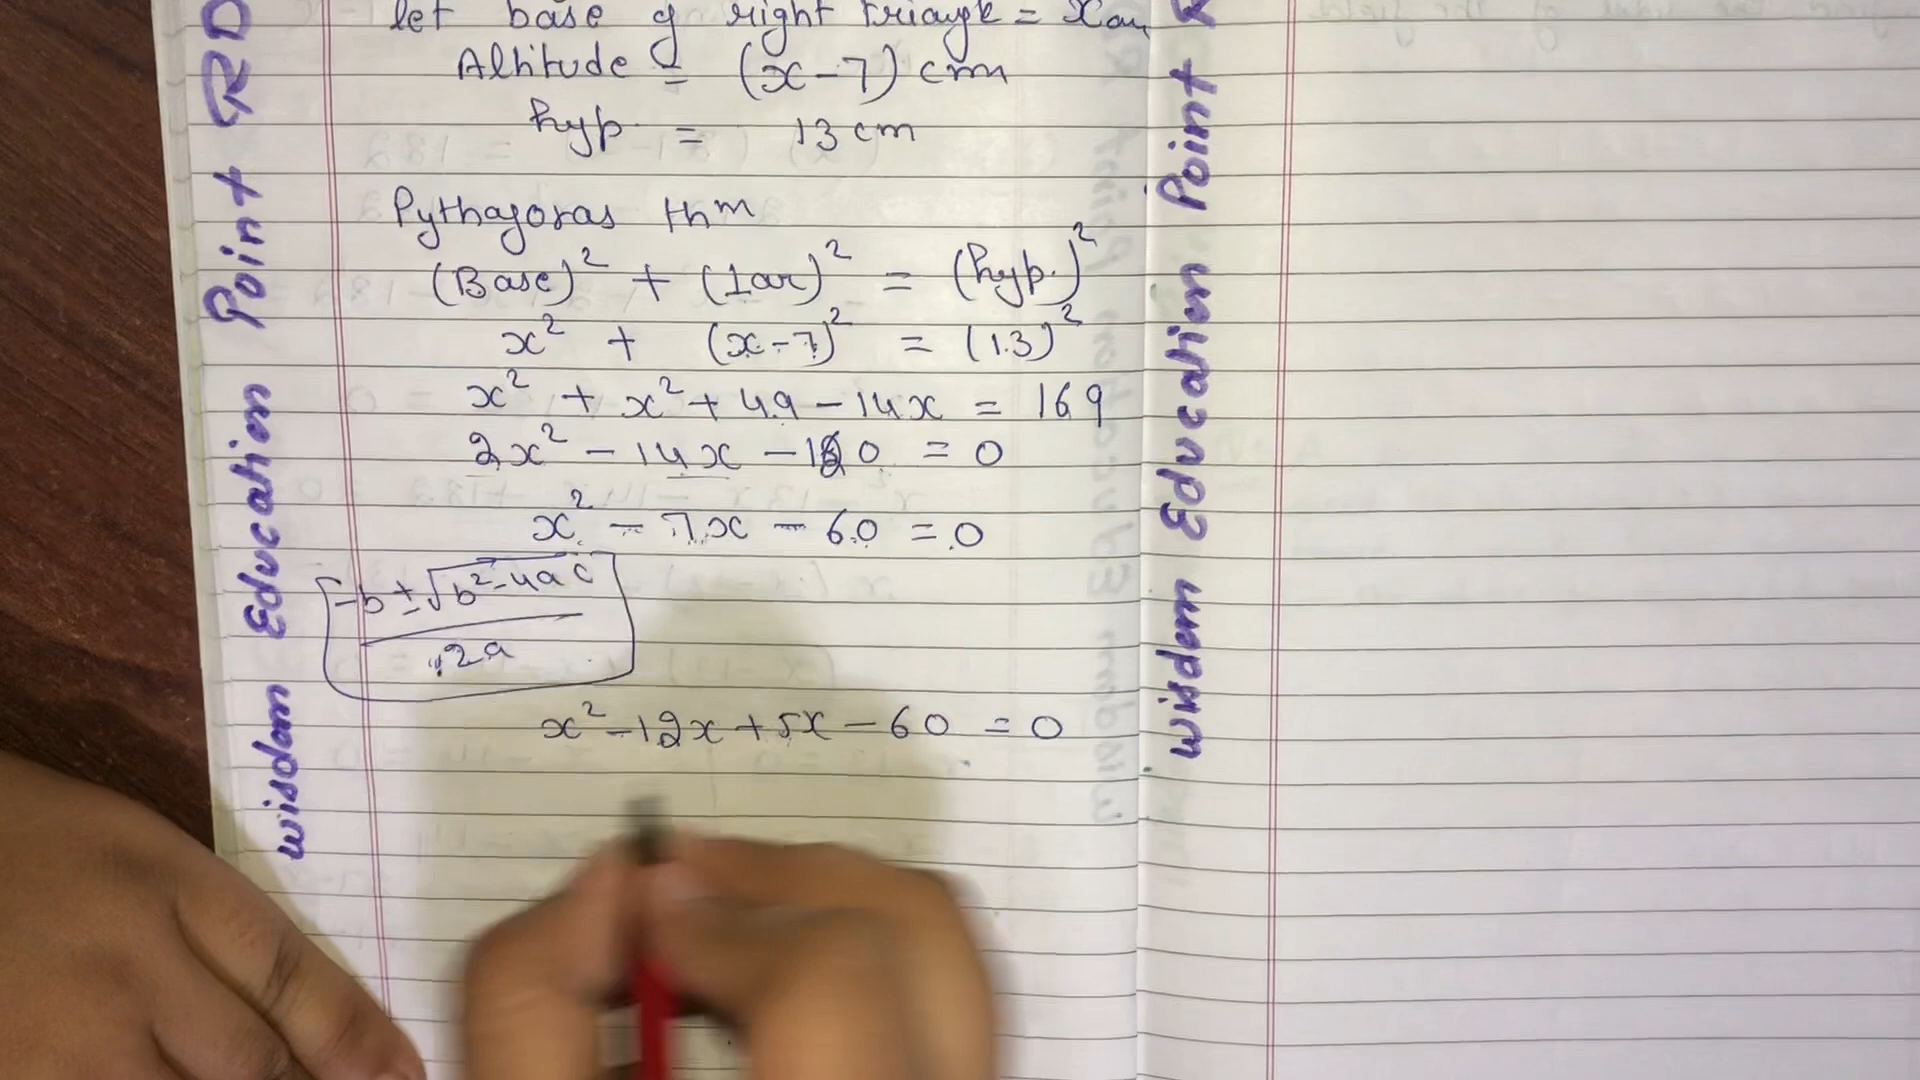 let base of right triangle = x cm
Altitude = (x-7) cm
hyp. = 13 cm
Pythagoras thm
(Base)² + (Lar)² = (hyp.)²
x² + (x-7)² = (13)²
x² + x² + 49 - 14x = 169
2x² - 14x - 120 = 0
x² - 7x - 60 = 0
-b ± √b²-4ac
2a
x² - 12x + 5x - 60 = 0
wisdom Education Point RD
wisdom Education Point R